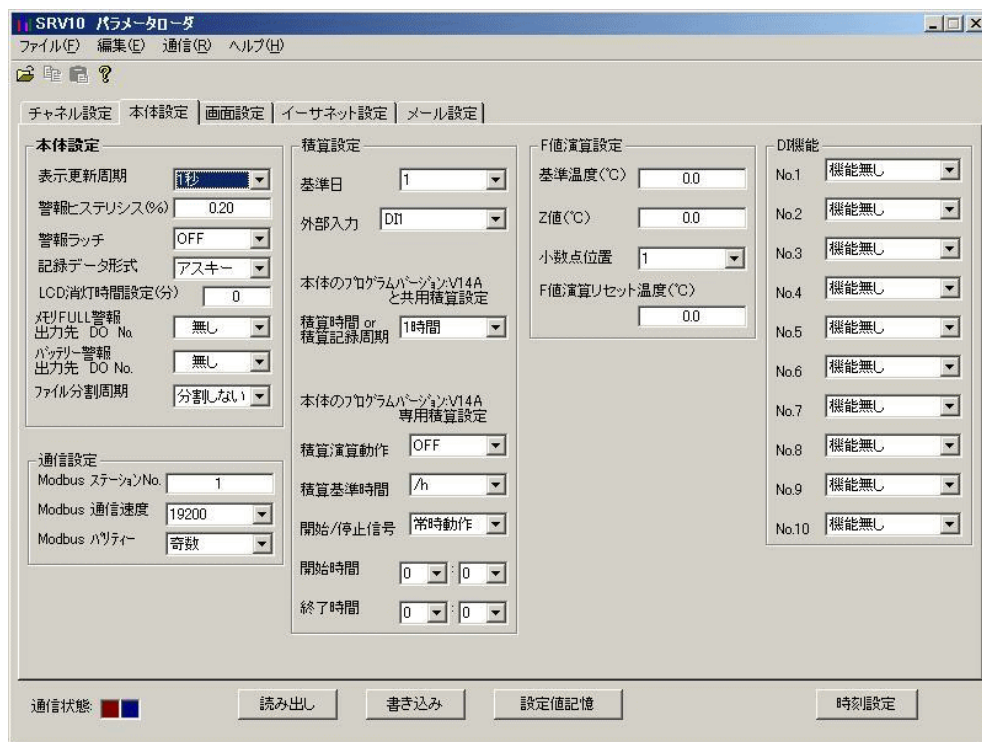 SRV10 パラメータローダ
ファイル(F) 編集(E) 通信(R) ヘルプ(H)
チャネル設定 本体設定 画面設定 イーサネット設定 メール設定
本体設定
表示更新周期 1秒
警報ヒステリシス(%) 0.20
警報ラッチ OFF
記録データ形式 アスキー
LCD消灯時間設定(分) 0
メモリFULL警報
出力先 DO No. 無し
バッテリー警報
出力先 DO No. 無し
ファイル分割周期 分割しない
通信設定
Modbus ステーションNo. 1
Modbus 通信速度 19200
Modbus パリティー 奇数
積算設定
基準日 1
外部入力 DI1
本体のプログラムバージョン:V14A
と共用積算設定
積算時間 or
積算記録周期 1時間
本体のプログラムバージョン:V14A
専用積算設定
積算演算動作 OFF
積算基準時間 /h
開始/停止信号 常時動作
開始時間 0 : 0
終了時間 0 : 0
F値演算設定
基準温度(℃) 0.0
Z値(℃) 0.0
小数点位置 1
F値演算リセット温度(℃)
0.0
DI機能
No.1 機能無し
No.2 機能無し
No.3 機能無し
No.4 機能無し
No.5 機能無し
No.6 機能無し
No.7 機能無し
No.8 機能無し
No.9 機能無し
No.10 機能無し
通信状態: 読み出し 書き込み 設定値記憶 時刻設定